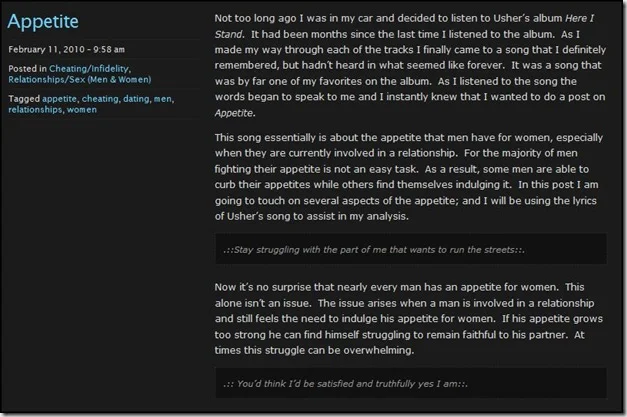 Appetite
February 11, 2010 – 9:58 am
Posted in Cheating/Infidelity,
Relationships/Sex (Men & Women)
Tagged appetite, cheating, dating, men,
relationships, women
Not too long ago I was in my car and decided to listen to Usher's album Here I
Stand.  It had been months since the last time I listened to the album.  As I
made my way through each of the tracks I finally came to a song that I definitely
remembered, but hadn't heard in what seemed like forever.  It was a song that
was by far one of my favorites on the album.  As I listened to the song the
words began to speak to me and I instantly knew that I wanted to do a post on
Appetite.
This song essentially is about the appetite that men have for women, especially
when they are currently involved in a relationship.  For the majority of men
fighting their appetite is not an easy task.  As a result, some men are able to
curb their appetites while others find themselves indulging it.  In this post I am
going to touch on several aspects of the appetite; and I will be using the lyrics
of Usher's song to assist in my analysis.
.::Stay struggling with the part of me that wants to run the streets::.
Now it's no surprise that nearly every man has an appetite for women.  This
alone isn't an issue.  The issue arises when a man is involved in a relationship
and still feels the need to indulge his appetite for women.  If his appetite grows
too strong he can find himself struggling to remain faithful to his partner.  At
times this struggle can be overwhelming.
.:: You'd think I'd be satisfied and truthfully yes I am::.